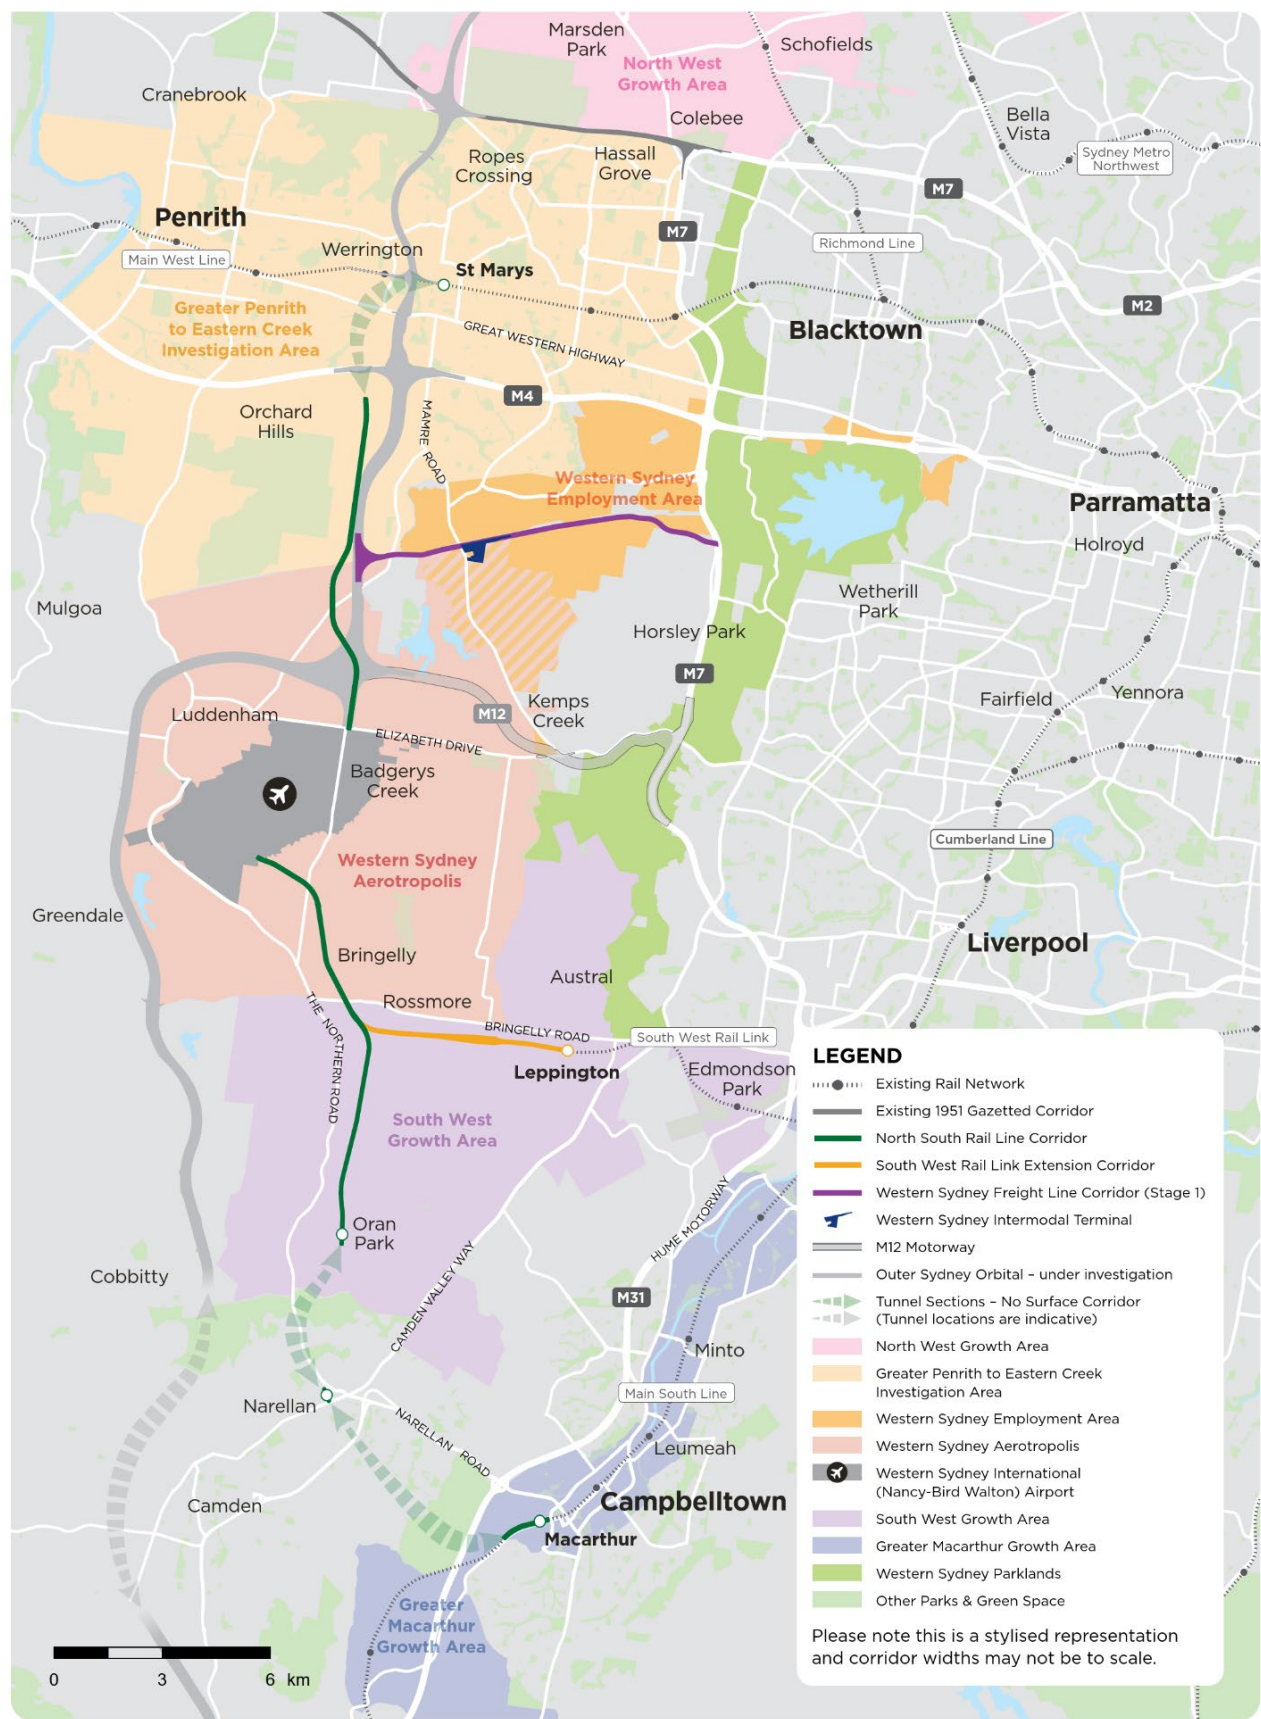 Marsden
Park
Schofields
North West
Growth Area
Cranebrook
Colebee
Bella
Vista
Sydney Metro
Northwest
Ropes
Crossing
Hassall
Grove
M7
Penrith
M7
Richmond Line
Main West Line
Werrington
St Marys
M2
Greater Penrith
to Eastern Creek
Investigation Area
GREAT WESTERN HIGHWAY
Blacktown
M4
Orchard
Hills
MAMRE ROAD
Western Sydney
Employment Area
Parramatta
Holroyd
Mulgoa
Wetherill
Park
Horsley Park
M7
Kemps
Creek
Fairfield
Yennora
Luddenham
M12
ELIZABETH DRIVE
Badgerys
Creek
Cumberland Line
Western Sydney
Aerotropolis
Greendale
Liverpool
Bringelly
Austral
Rossmore
THE NORTHERN ROAD
BRINGELLY ROAD
South West Rail Link
Leppington
Edmondson
Park
South West
Growth Area
HUME MOTORWAY
Oran
Park
Cobbitty
CAMDEN VALLEY WAY
M31
Minto
Main South Line
Narellan
NARELLAN ROAD
Leumeah
Camden
Campbelltown
Macarthur
Greater
Macarthur
Growth Area
0 3 6 km
LEGEND
Existing Rail Network
Existing 1951 Gazetted Corridor
North South Rail Line Corridor
South West Rail Link Extension Corridor
Western Sydney Freight Line Corridor (Stage 1)
Western Sydney Intermodal Terminal
M12 Motorway
Outer Sydney Orbital – under investigation
Tunnel Sections – No Surface Corridor
(Tunnel locations are indicative)
North West Growth Area
Greater Penrith to Eastern Creek
Investigation Area
Western Sydney Employment Area
Western Sydney Aerotropolis
Western Sydney International
(Nancy-Bird Walton) Airport
South West Growth Area
Greater Macarthur Growth Area
Western Sydney Parklands
Other Parks & Green Space
Please note this is a stylised representation
and corridor widths may not be to scale.